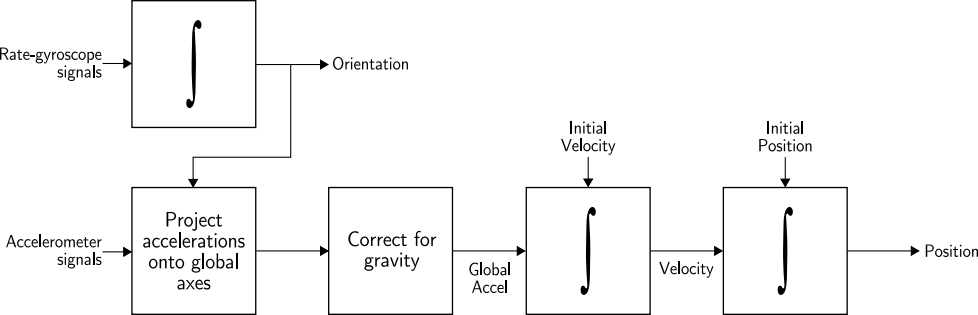 Rate-gyroscope
signals
∫
Orientation
Initial
Velocity
Initial
Position
Accelerometer
signals
Project
accelerations
onto global
axes
Correct for
gravity
Global
Accel
∫
Velocity
∫
Position